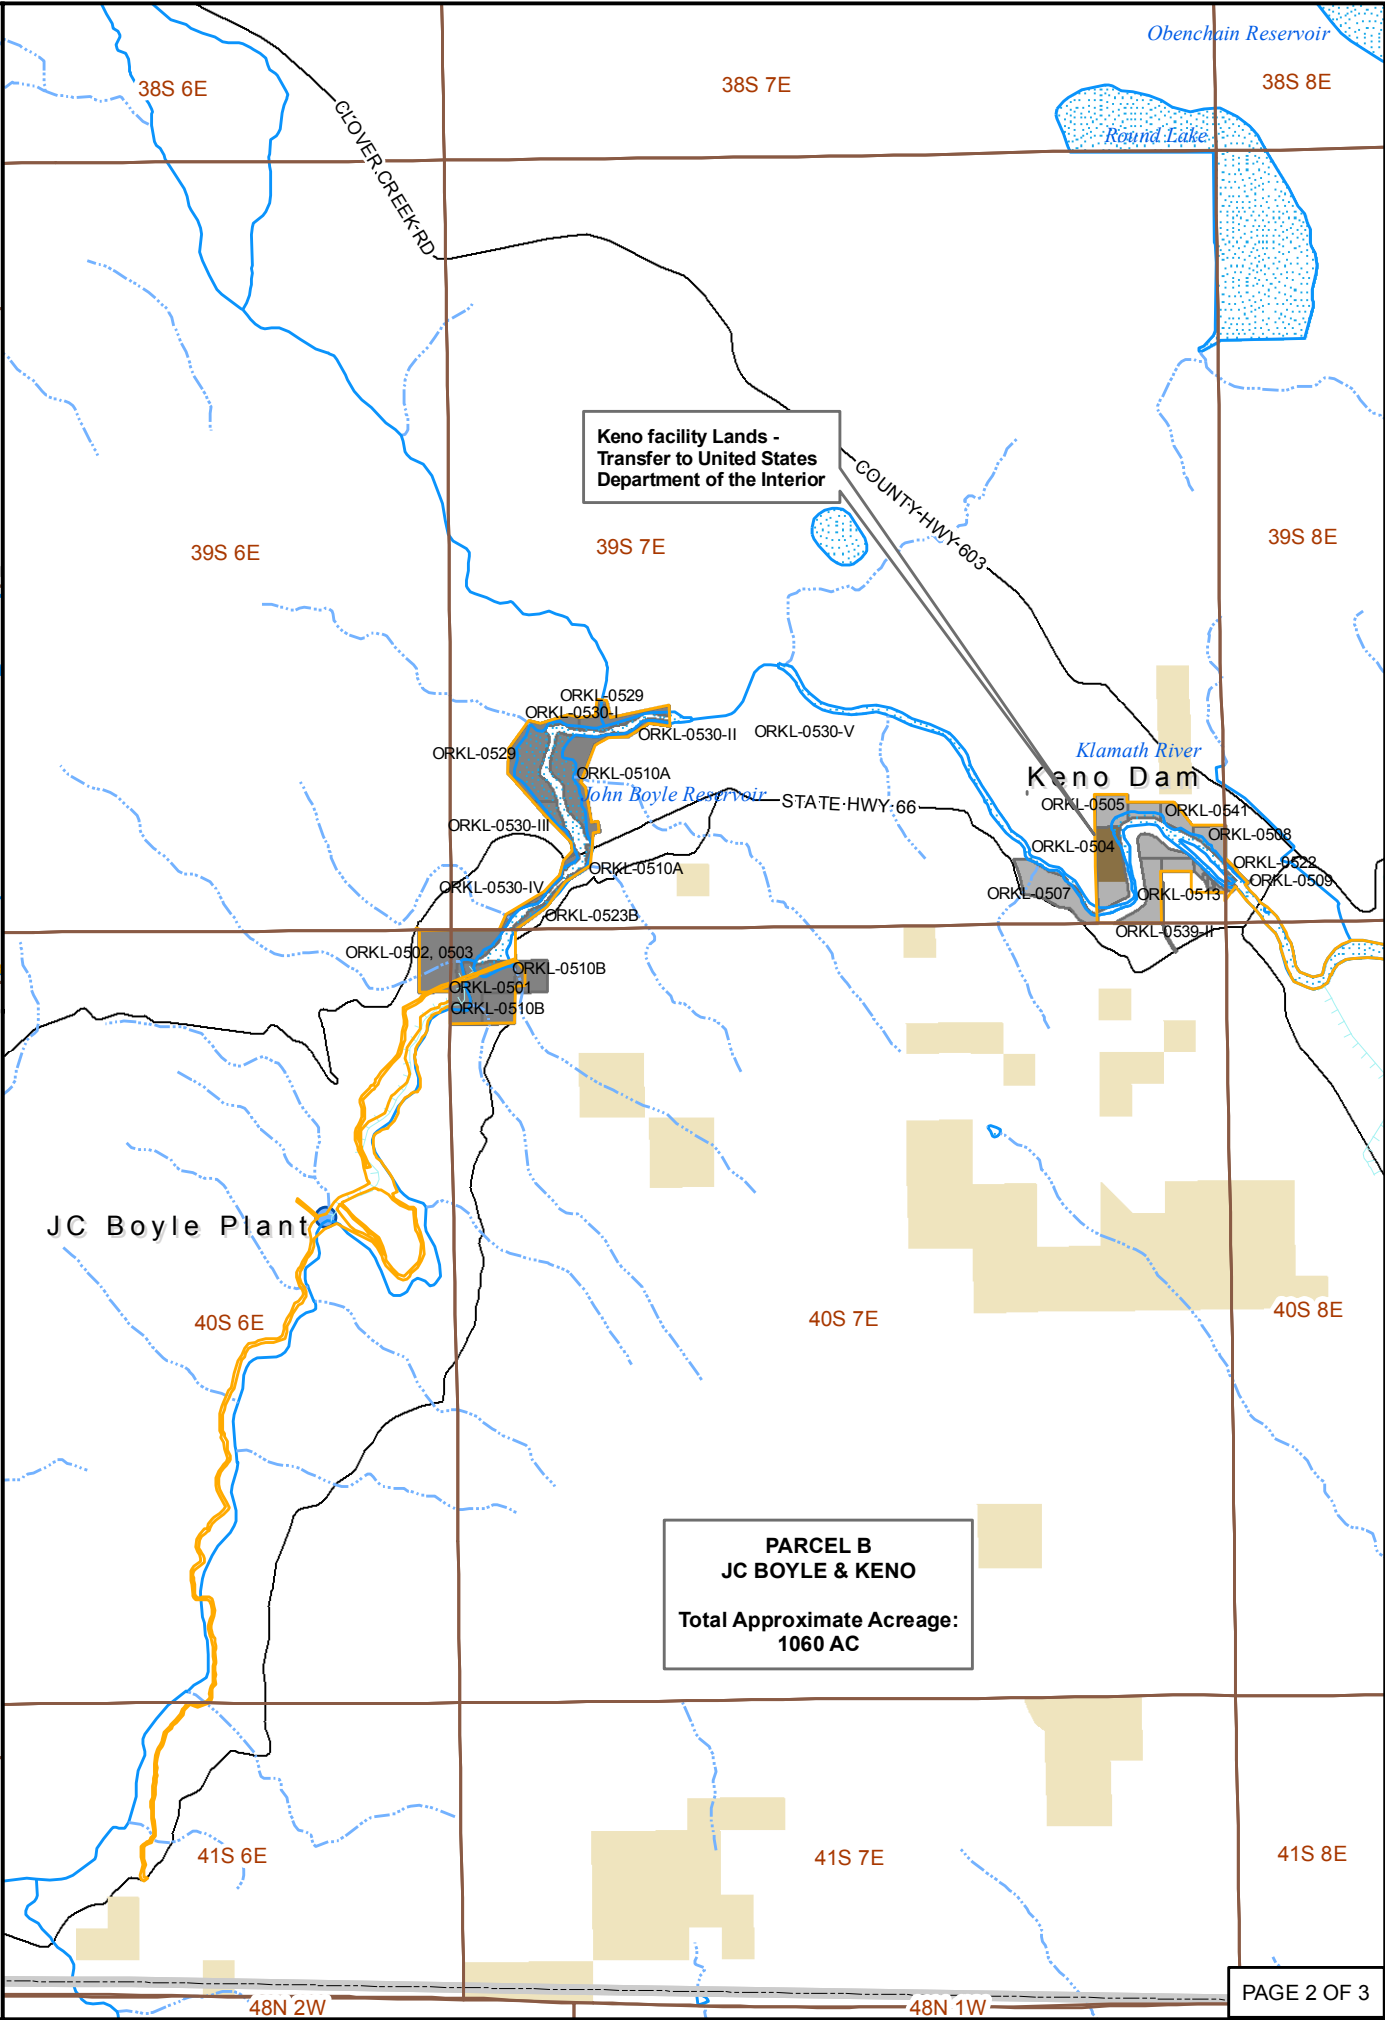 Obenchain Reservoir
38S 6E
38S 7E
38S 8E
CLOVER CREEK RD
Round Lake
Keno facility Lands -
Transfer to United States
Department of the Interior
COUNTY HWY 603
39S 6E
39S 7E
39S 8E
ORKL-0529
ORKL-0530-I
ORKL-0530-II
ORKL-0530-V
ORKL-0529
ORKL-0510A
Klamath River
Keno Dam
John Boyle Reservoir
STATE HWY 66
ORKL-0505
ORKL-0541
ORKL-0530-III
ORKL-0508
ORKL-0504
ORKL-0522
ORKL-0510A
ORKL-0509
ORKL-0530-IV
ORKL-0507
ORKL-0513
ORKL-0523B
ORKL-0539-II
ORKL-0502, 0503
ORKL-0510B
ORKL-0501
ORKL-0510B
JC Boyle Plant
40S 6E
40S 7E
40S 8E
PARCEL B
JC BOYLE & KENO
Total Approximate Acreage:
1060 AC
41S 6E
41S 7E
41S 8E
48N 2W
48N 1W
PAGE 2 OF 3